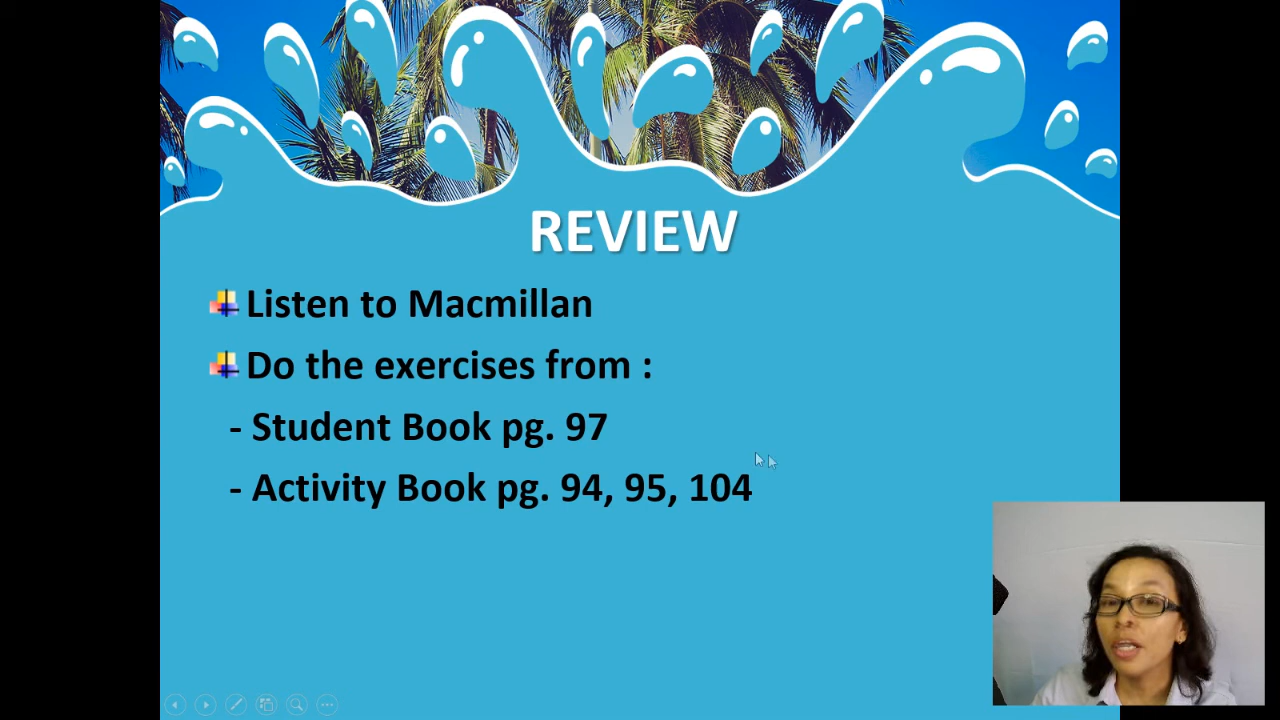 REVIEW
Listen to Macmillan
Do the exercises from :
- Student Book pg. 97
- Activity Book pg. 94, 95, 104